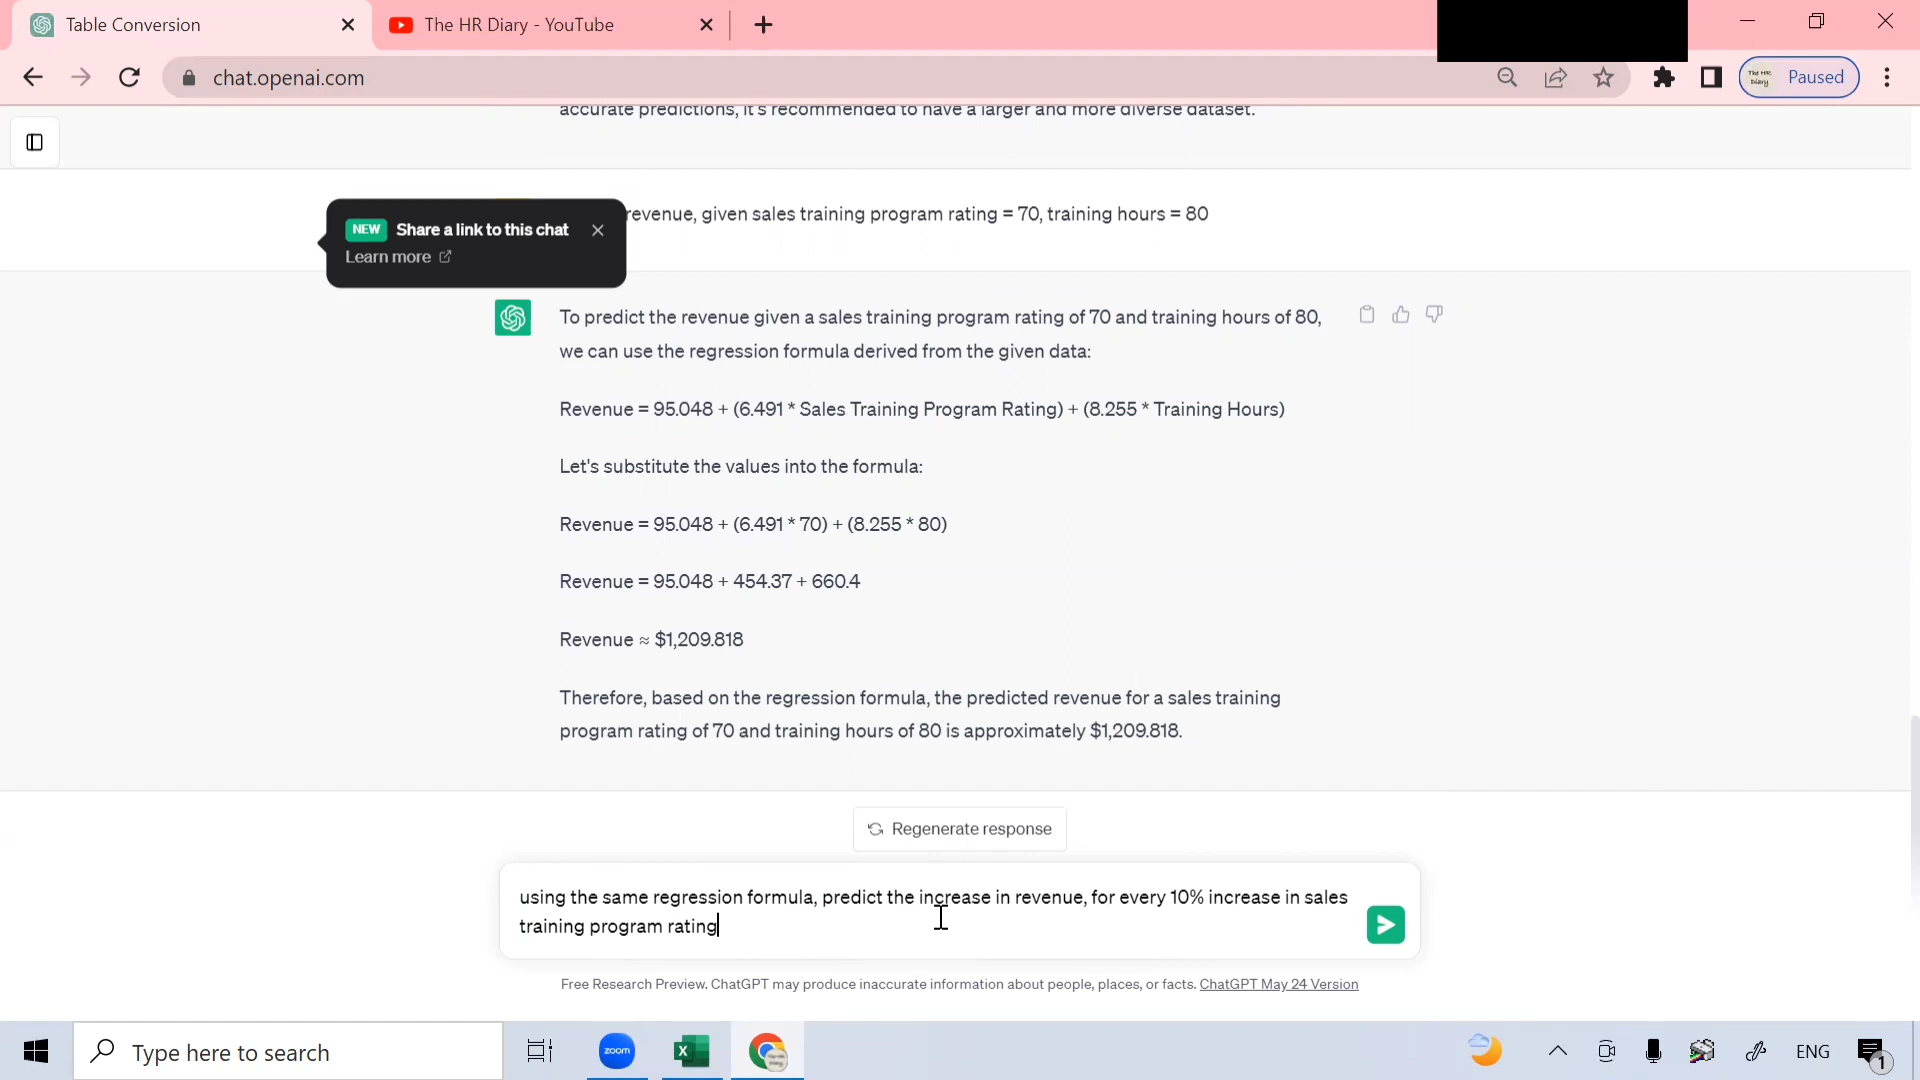 Table Conversion
The HR Diary - YouTube
chat.openai.com
The HR Diary
Paused
accurate predictions, it's recommended to have a larger and more diverse dataset.
revenue, given sales training program rating = 70, training hours = 80
NEW Share a link to this chat
Learn more
To predict the revenue given a sales training program rating of 70 and training hours of 80,
we can use the regression formula derived from the given data:
Revenue = 95.048 + (6.491 * Sales Training Program Rating) + (8.255 * Training Hours)
Let's substitute the values into the formula:
Revenue = 95.048 + (6.491 * 70) + (8.255 * 80)
Revenue = 95.048 + 454.37 + 660.4
Revenue ≈ $1,209.818
Therefore, based on the regression formula, the predicted revenue for a sales training
program rating of 70 and training hours of 80 is approximately $1,209.818.
Regenerate response
using the same regression formula, predict the increase in revenue, for every 10% increase in sales
training program rating
Free Research Preview. ChatGPT may produce inaccurate information about people, places, or facts. ChatGPT May 24 Version
Type here to search
zoom
ENG
1